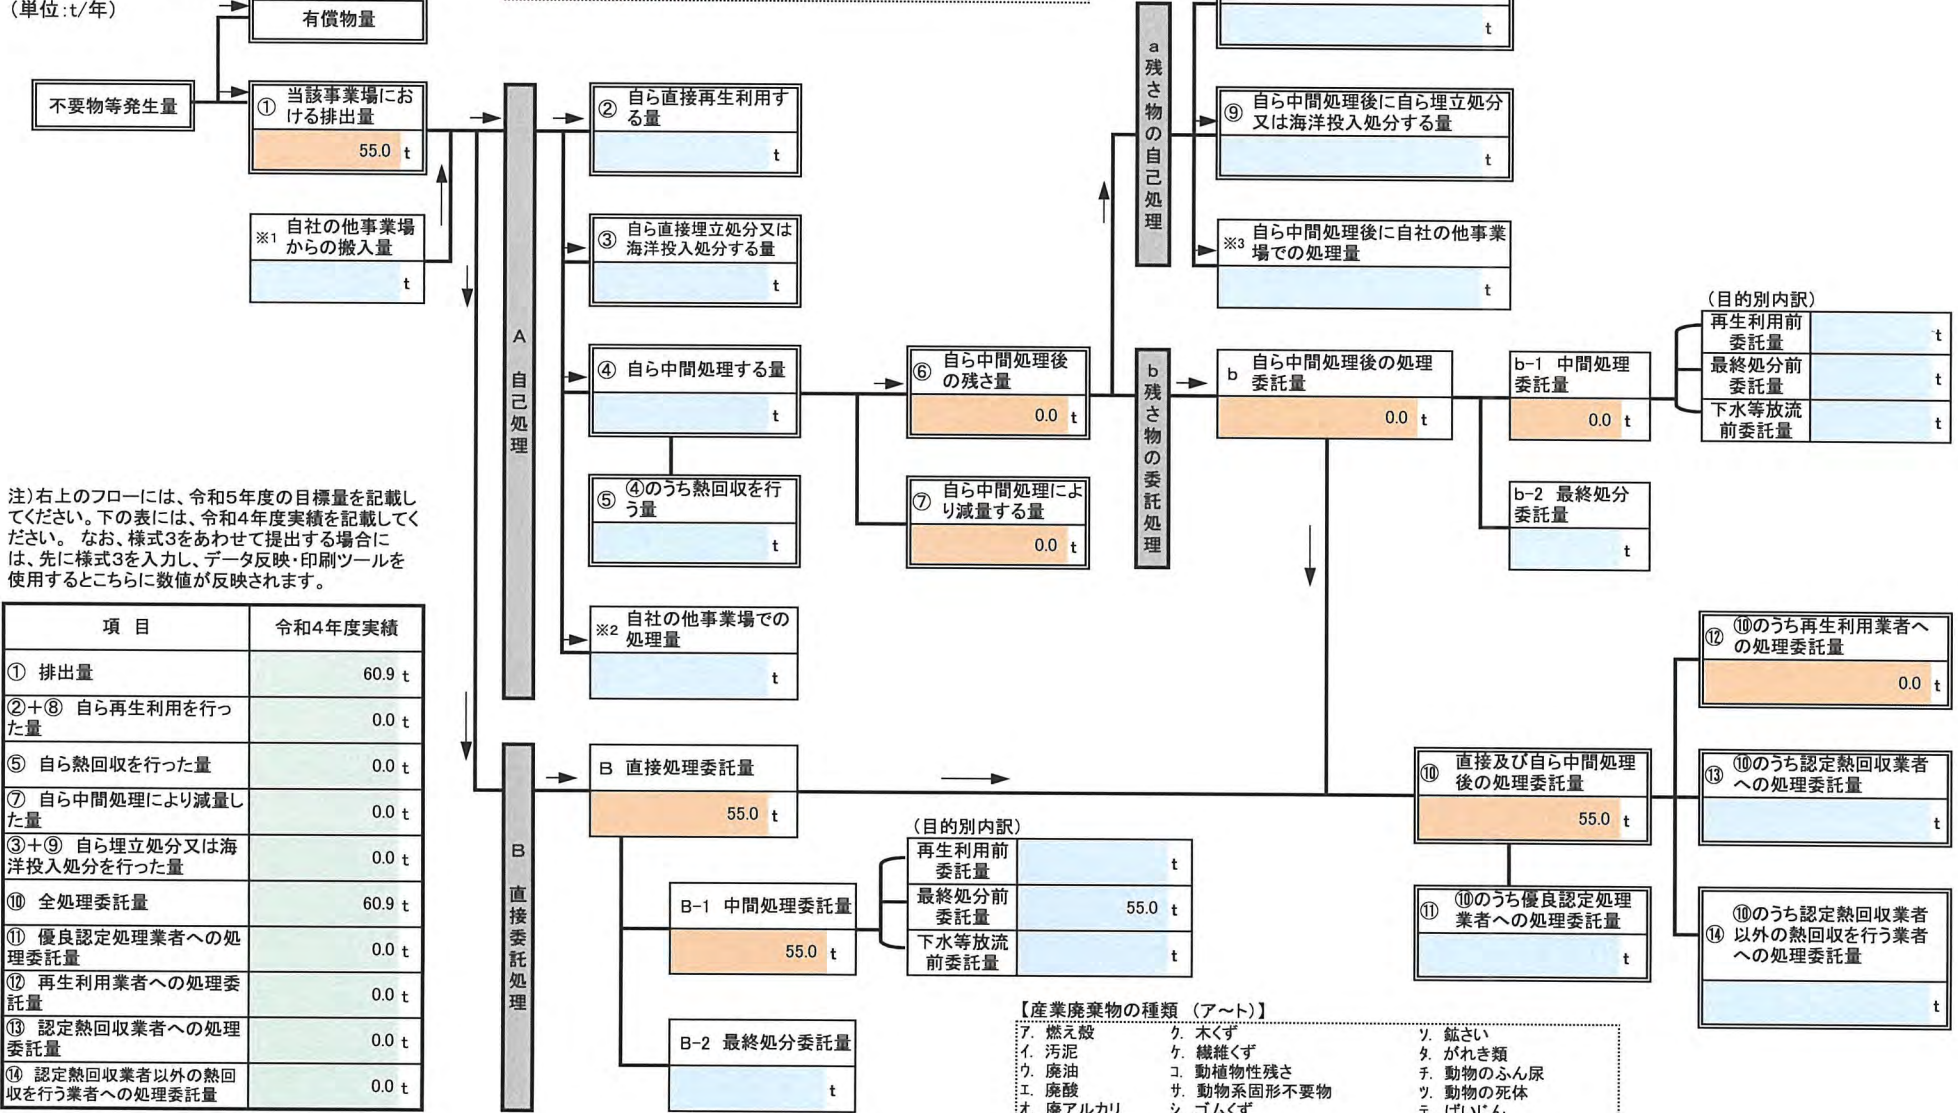 (単位:t/年)
有償物量
不要物等発生量
① 当該事業場にお
ける排出量
55.0 t
※1 自社の他事業場
からの搬入量
t
A 自己処理
② 自ら直接再生利用す
る量
t
③ 自ら直接埋立処分又は
海洋投入処分する量
t
④ 自ら中間処理する量
t
⑤ ④のうち熱回収を行
う量
t
※2 自社の他事業場での
処理量
t
⑥ 自ら中間処理後
の残さ量
0.0 t
⑦ 自ら中間処理によ
り減量する量
0.0 t
a 残さ物の自己処理
t
⑨ 自ら中間処理後に自ら埋立処分
又は海洋投入処分する量
t
※3 自ら中間処理後に自社の他事業
場での処理量
t
b 残さ物の委託処理
b 自ら中間処理後の処理
委託量
0.0 t
b-1 中間処理
委託量
0.0 t
b-2 最終処分
委託量
t
(目的別内訳)
再生利用前
委託量
t
最終処分前
委託量
t
下水等放流
前委託量
t
注)右上のフローには、令和5年度の目標量を記載し
てください。下の表には、令和4年度実績を記載してく
ださい。 なお、様式3をあわせて提出する場合に
は、先に様式3を入力し、データ反映・印刷ツールを
使用するとこちらに数値が反映されます。
項 目 令和4年度実績
① 排出量 60.9 t
②+⑧ 自ら再生利用を行っ
た量 0.0 t
⑤ 自ら熱回収を行った量 0.0 t
⑦ 自ら中間処理により減量し
た量 0.0 t
③+⑨ 自ら埋立処分又は海
洋投入処分を行った量 0.0 t
⑩ 全処理委託量 60.9 t
⑪ 優良認定処理業者への処
理委託量 0.0 t
⑫ 再生利用業者への処理委
託量 0.0 t
⑬ 認定熱回収業者への処理
委託量 0.0 t
⑭ 認定熱回収業者以外の熱回
収を行う業者への処理委託量 0.0 t
B 直接委託処理
B 直接処理委託量
55.0 t
B-1 中間処理委託量
55.0 t
B-2 最終処分委託量
t
(目的別内訳)
再生利用前
委託量
t
最終処分前
委託量
55.0 t
下水等放流
前委託量
t
⑩ 直接及び自ら中間処理
後の処理委託量
55.0 t
⑪ ⑩のうち優良認定処理
業者への処理委託量
t
⑫ ⑩のうち再生利用業者へ
の処理委託量
0.0 t
⑬ ⑩のうち認定熱回収業者
への処理委託量
t
⑭ ⑩のうち認定熱回収業者
以外の熱回収を行う業者
への処理委託量
t
【産業廃棄物の種類 (ア~ト)】
ア. 燃え殻 ク. 木くず ソ. 鉱さい
イ. 汚泥 ケ. 繊維くず タ. がれき類
ウ. 廃油 コ. 動植物性残さ チ. 動物のふん尿
エ. 廃酸 サ. 動物系固形不要物 ツ. 動物の死体
オ. 廃アルカリ シ. ゴムくず テ. ばいじん